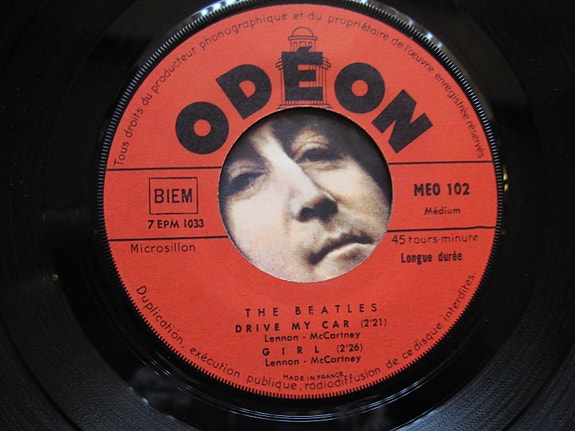 Tous droits du producteur phonographique et du propriétaire de l'œuvre enregistrée réservés
ODÉON
BIEM
7 EPM 1033
MEO 102
Médium
Microsillon
45 tours-minute
Longue durée
THE BEATLES
DRIVE MY CAR (2'21)
Lennon - McCartney
GIRL (2'26)
Lennon - McCartney
MADE IN FRANCE
Duplication, exécution publique, radiodiffusion de ce disque interdites.